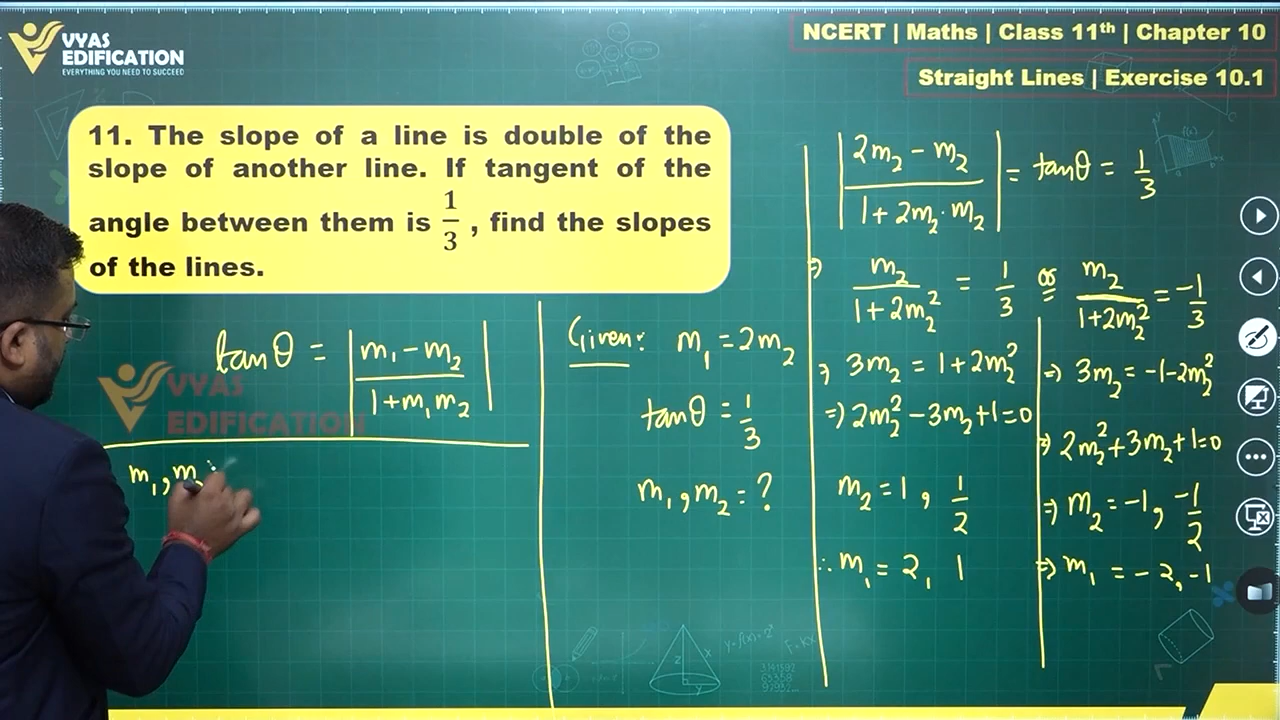 VYAS
EDIFICATION
EVERYTHING YOU NEED TO SUCCEED
NCERT | Maths | Class 11th | Chapter 10
Straight Lines | Exercise 10.1
11. The slope of a line is double of the
slope of another line. If tangent of the
angle between them is 1/3 , find the slopes
of the lines.
tanθ = |(m₁ − m₂)/(1 + m₁m₂)|
VYAS
EDIFICATION
m₁, m₂
Given: m₁ = 2m₂
tanθ = 1/3
m₁, m₂ = ?
|(2m₂ − m₂)/(1 + 2m₂·m₂)| = tanθ = 1/3
⇒ m₂/(1 + 2m₂²) = 1/3 or m₂/(1 + 2m₂²) = −1/3
⇒ 3m₂ = 1 + 2m₂²
⇒ 2m₂² − 3m₂ + 1 = 0
m₂ = 1, 1/2
∴ m₁ = 2, 1
⇒ 3m₂ = −1 − 2m₂²
⇒ 2m₂² + 3m₂ + 1 = 0
⇒ m₂ = −1, −1/2
⇒ m₁ = −2, −1